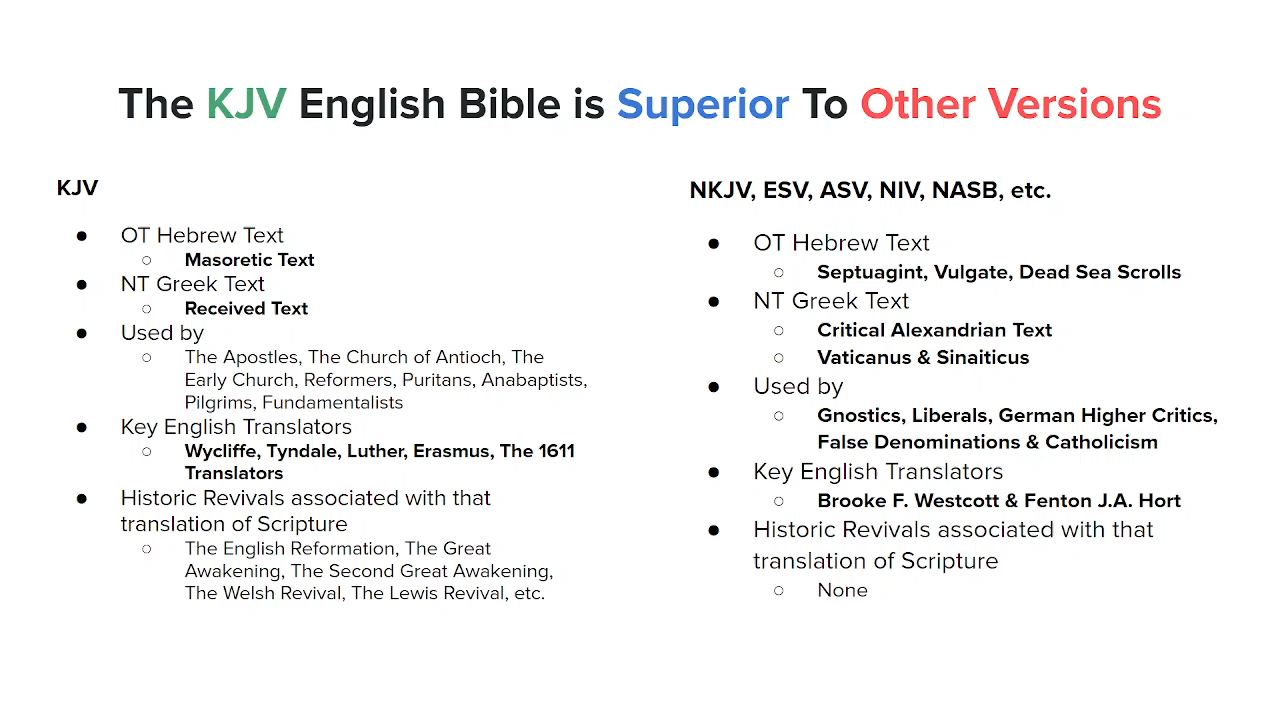 The KJV English Bible is Superior To Other Versions
KJV
● OT Hebrew Text
○ Masoretic Text
● NT Greek Text
○ Received Text
● Used by
○ The Apostles, The Church of Antioch, The
Early Church, Reformers, Puritans, Anabaptists,
Pilgrims, Fundamentalists
● Key English Translators
○ Wycliffe, Tyndale, Luther, Erasmus, The 1611
Translators
● Historic Revivals associated with that
translation of Scripture
○ The English Reformation, The Great
Awakening, The Second Great Awakening,
The Welsh Revival, The Lewis Revival, etc.
NKJV, ESV, ASV, NIV, NASB, etc.
● OT Hebrew Text
○ Septuagint, Vulgate, Dead Sea Scrolls
● NT Greek Text
○ Critical Alexandrian Text
○ Vaticanus & Sinaiticus
● Used by
○ Gnostics, Liberals, German Higher Critics,
False Denominations & Catholicism
● Key English Translators
○ Brooke F. Westcott & Fenton J.A. Hort
● Historic Revivals associated with that
translation of Scripture
○ None